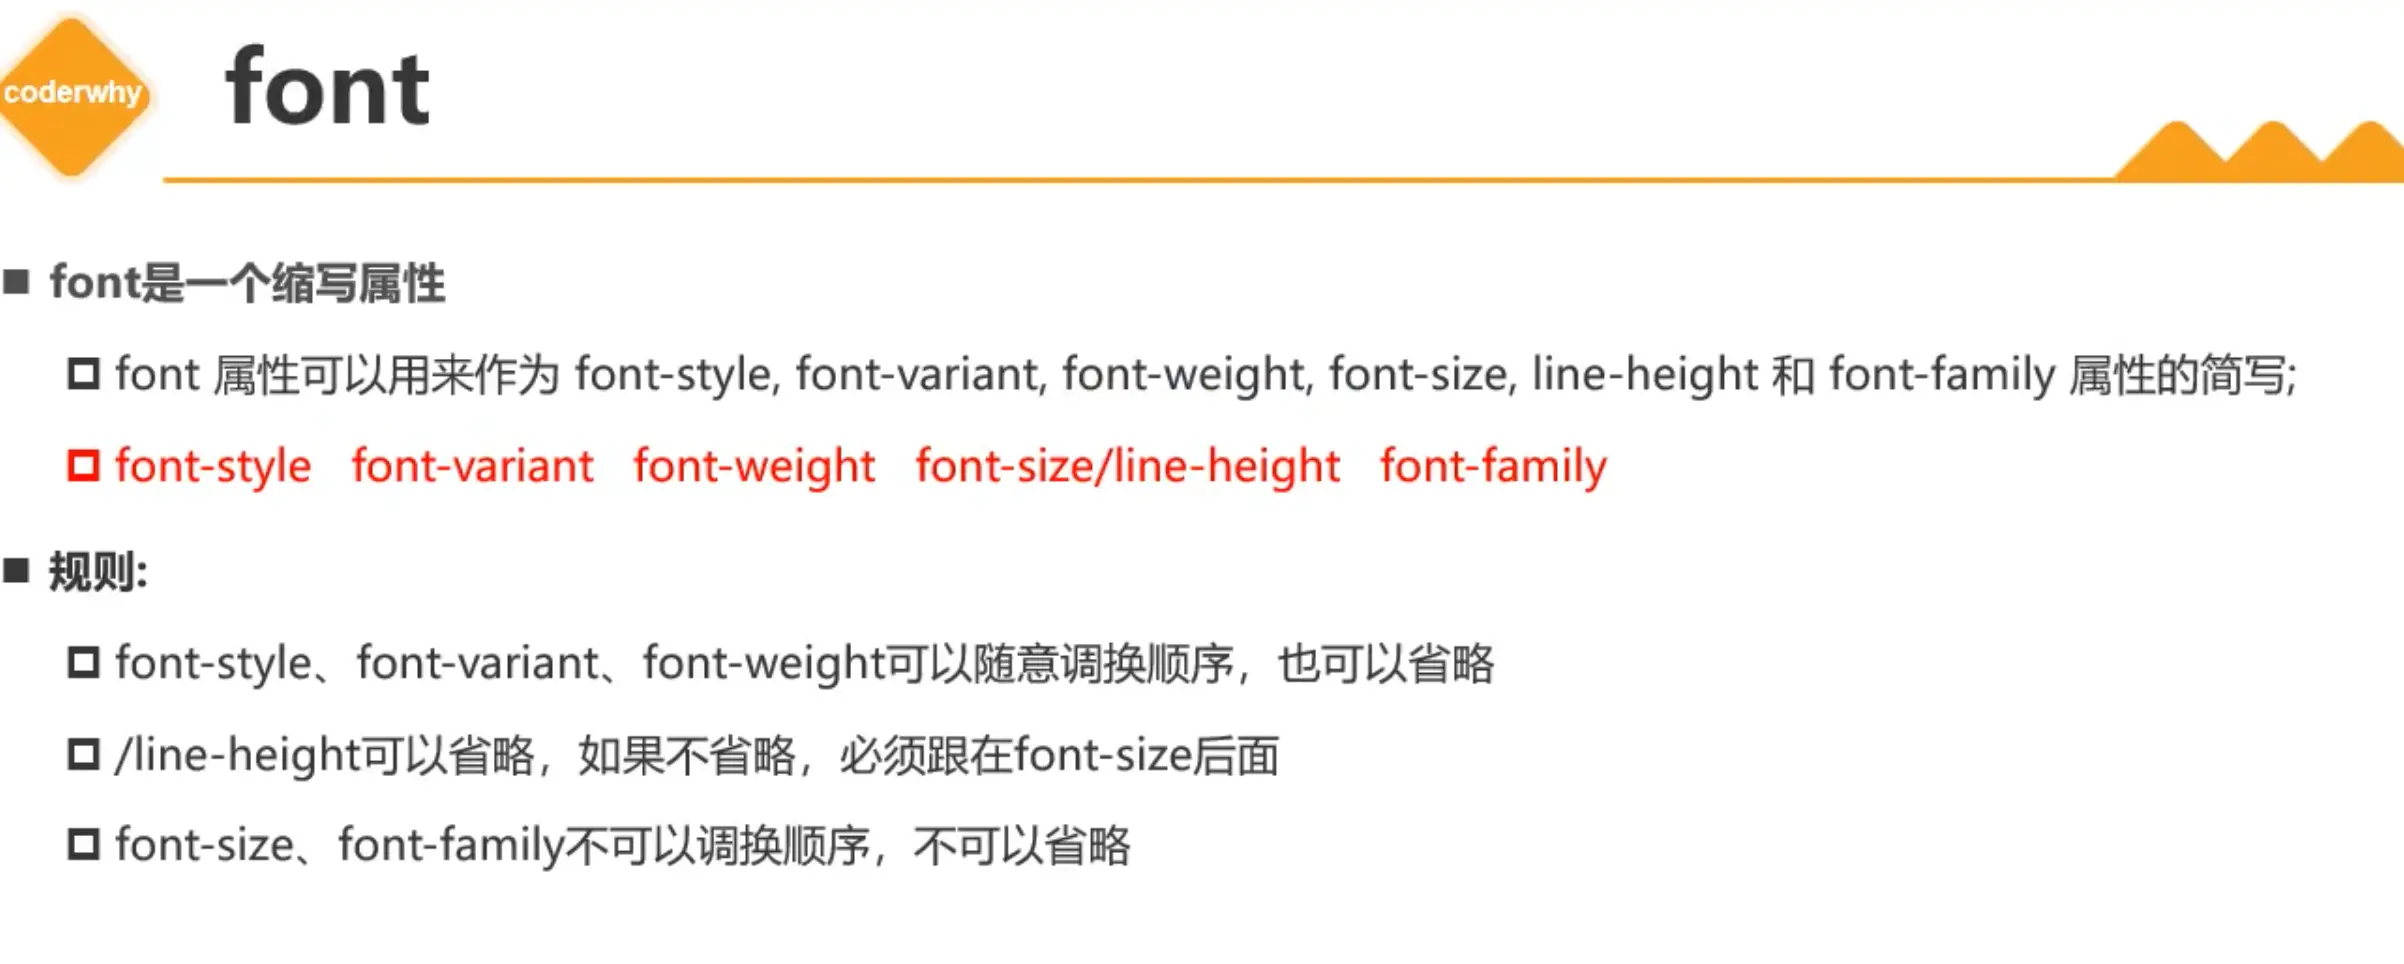 coderwhy
font
font是一个缩写属性
font 属性可以用来作为 font-style, font-variant, font-weight, font-size, line-height 和 font-family 属性的简写;
font-style font-variant font-weight font-size/line-height font-family
规则:
font-style、font-variant、font-weight可以随意调换顺序，也可以省略
/line-height可以省略，如果不省略，必须跟在font-size后面
font-size、font-family不可以调换顺序，不可以省略